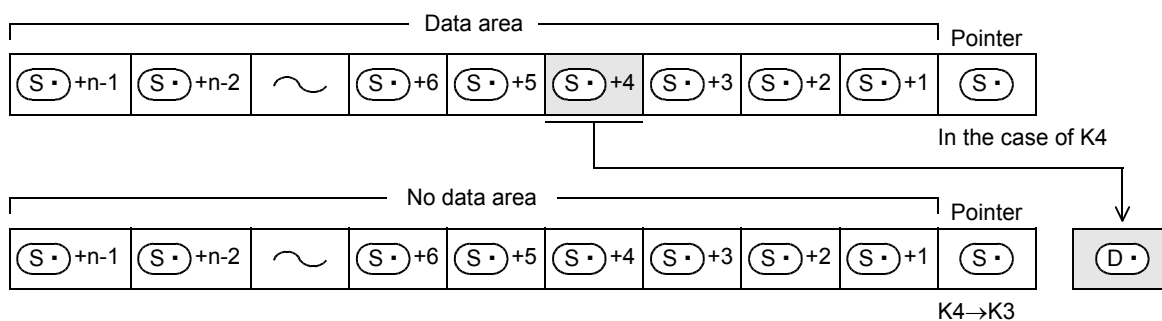 Data area
Pointer
(S·)+n-1 (S·)+n-2 (S·)+6 (S·)+5 (S·)+4 (S·)+3 (S·)+2 (S·)+1 (S·)
In the case of K4
No data area
Pointer
(S·)+n-1 (S·)+n-2 (S·)+6 (S·)+5 (S·)+4 (S·)+3 (S·)+2 (S·)+1 (S·) (D·)
K4→K3